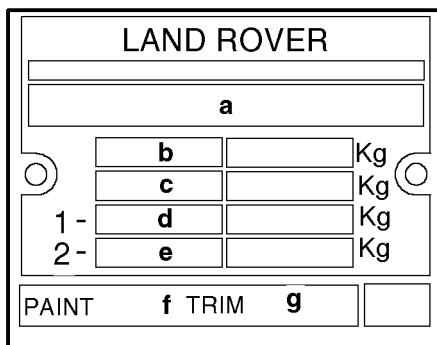 LAND ROVER
a
b Kg
c Kg
1- d Kg
2- e Kg
PAINT f TRIM g